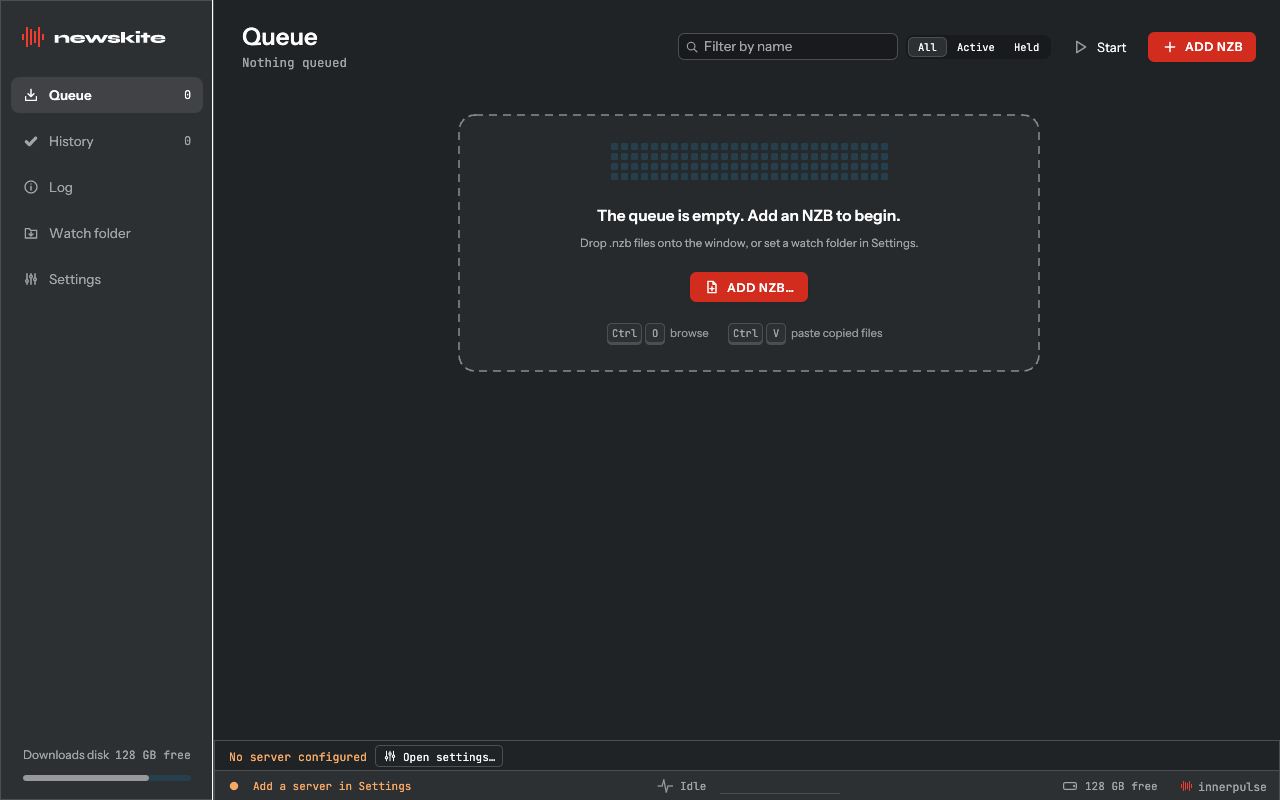 newskite
Queue 0
History 0
Log
Watch folder
Settings
Downloads disk 128 GB free
Queue
Nothing queued
Filter by name
All Active Held
Start
ADD NZB
The queue is empty. Add an NZB to begin.
Drop .nzb files onto the window, or set a watch folder in Settings.
ADD NZB…
Ctrl O browse Ctrl V paste copied files
No server configured Open settings…
Add a server in Settings
Idle
128 GB free
innerpulse